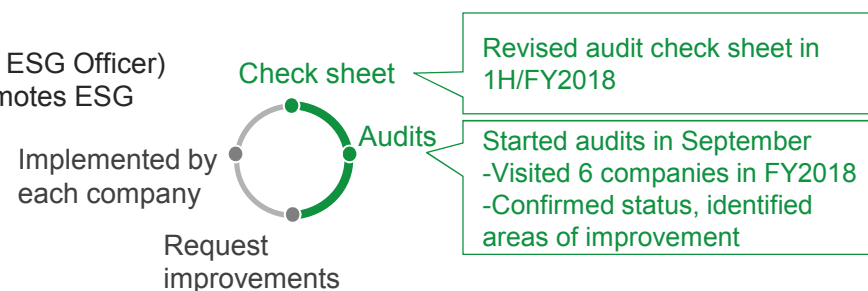 ESG Officer)
motes ESG
Check sheet
Revised audit check sheet in
1H/FY2018
Audits
Started audits in September
-Visited 6 companies in FY2018
-Confirmed status, identified
areas of improvement
Implemented by
each company
Request
improvements